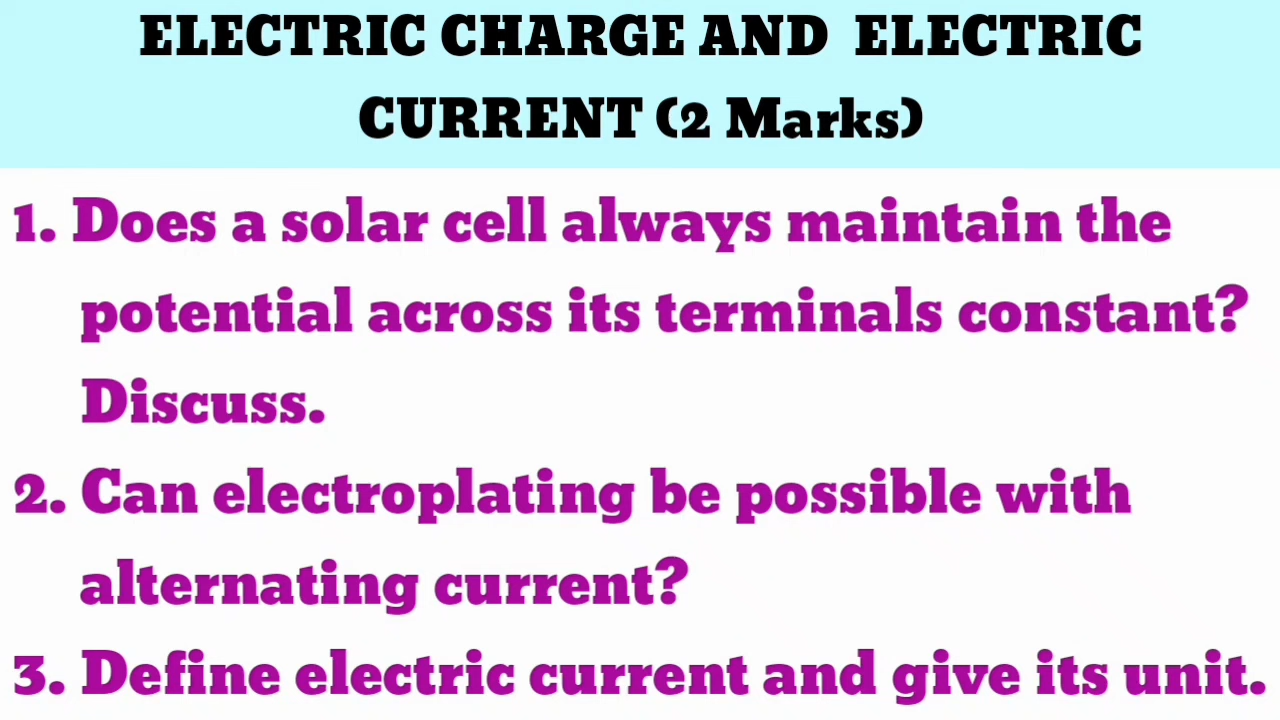 ELECTRIC CHARGE AND ELECTRIC
CURRENT (2 Marks)
1. Does a solar cell always maintain the
potential across its terminals constant?
Discuss.
2. Can electroplating be possible with
alternating current?
3. Define electric current and give its unit.